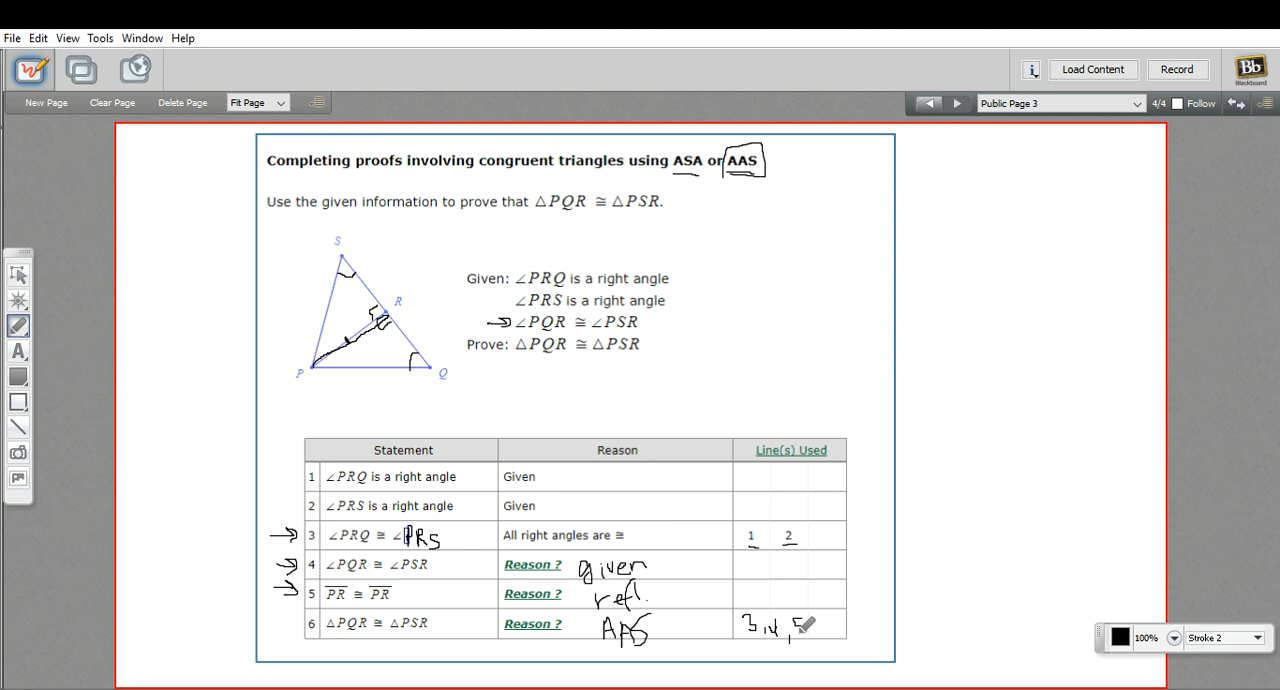 File Edit View Tools Window Help
Load Content Record Bb
Blackboard
New Page Clear Page Delete Page Fit Page Public Page 3 4/4 Follow
Completing proofs involving congruent triangles using ASA or AAS
Use the given information to prove that △PQR ≅ △PSR.
S
R
P
Q
Given: ∠PRQ is a right angle
∠PRS is a right angle
→ ∠PQR ≅ ∠PSR
Prove: △PQR ≅ △PSR
Statement Reason Line(s) Used
1 ∠PRQ is a right angle Given
2 ∠PRS is a right angle Given
→ 3 ∠PRQ ≅ ∠PRS All right angles are ≅ 1 2
→ 4 ∠PQR ≅ ∠PSR Reason ? given
→ 5 PR ≅ PR Reason ? refl.
6 △PQR ≅ △PSR Reason ? AAS 3,4,5
100% Stroke 2